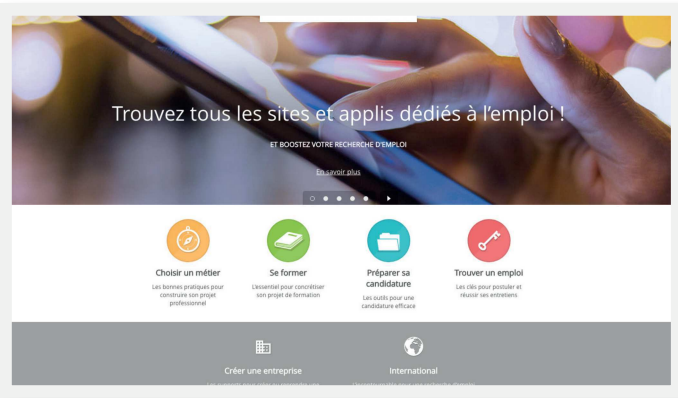 Trouvez tous les sites et applis dédiés à l'emploi !
ET BOOSTEZ VOTRE RECHERCHE D'EMPLOI
En savoir plus
Choisir un métier
Les bonnes pratiques pour
construire son projet
professionnel
Se former
L'essentiel pour concrétiser
son projet de formation
Préparer sa
candidature
Les outils pour une
candidature efficace
Trouver un emploi
Les clés pour postuler et
réussir ses entretiens
Créer une entreprise
International